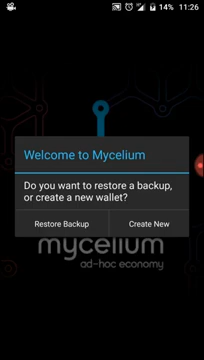 14% 11:26
Welcome to Mycelium
Do you want to restore a backup,
or create a new wallet?
Restore Backup Create New
mycelium
ad-hoc economy